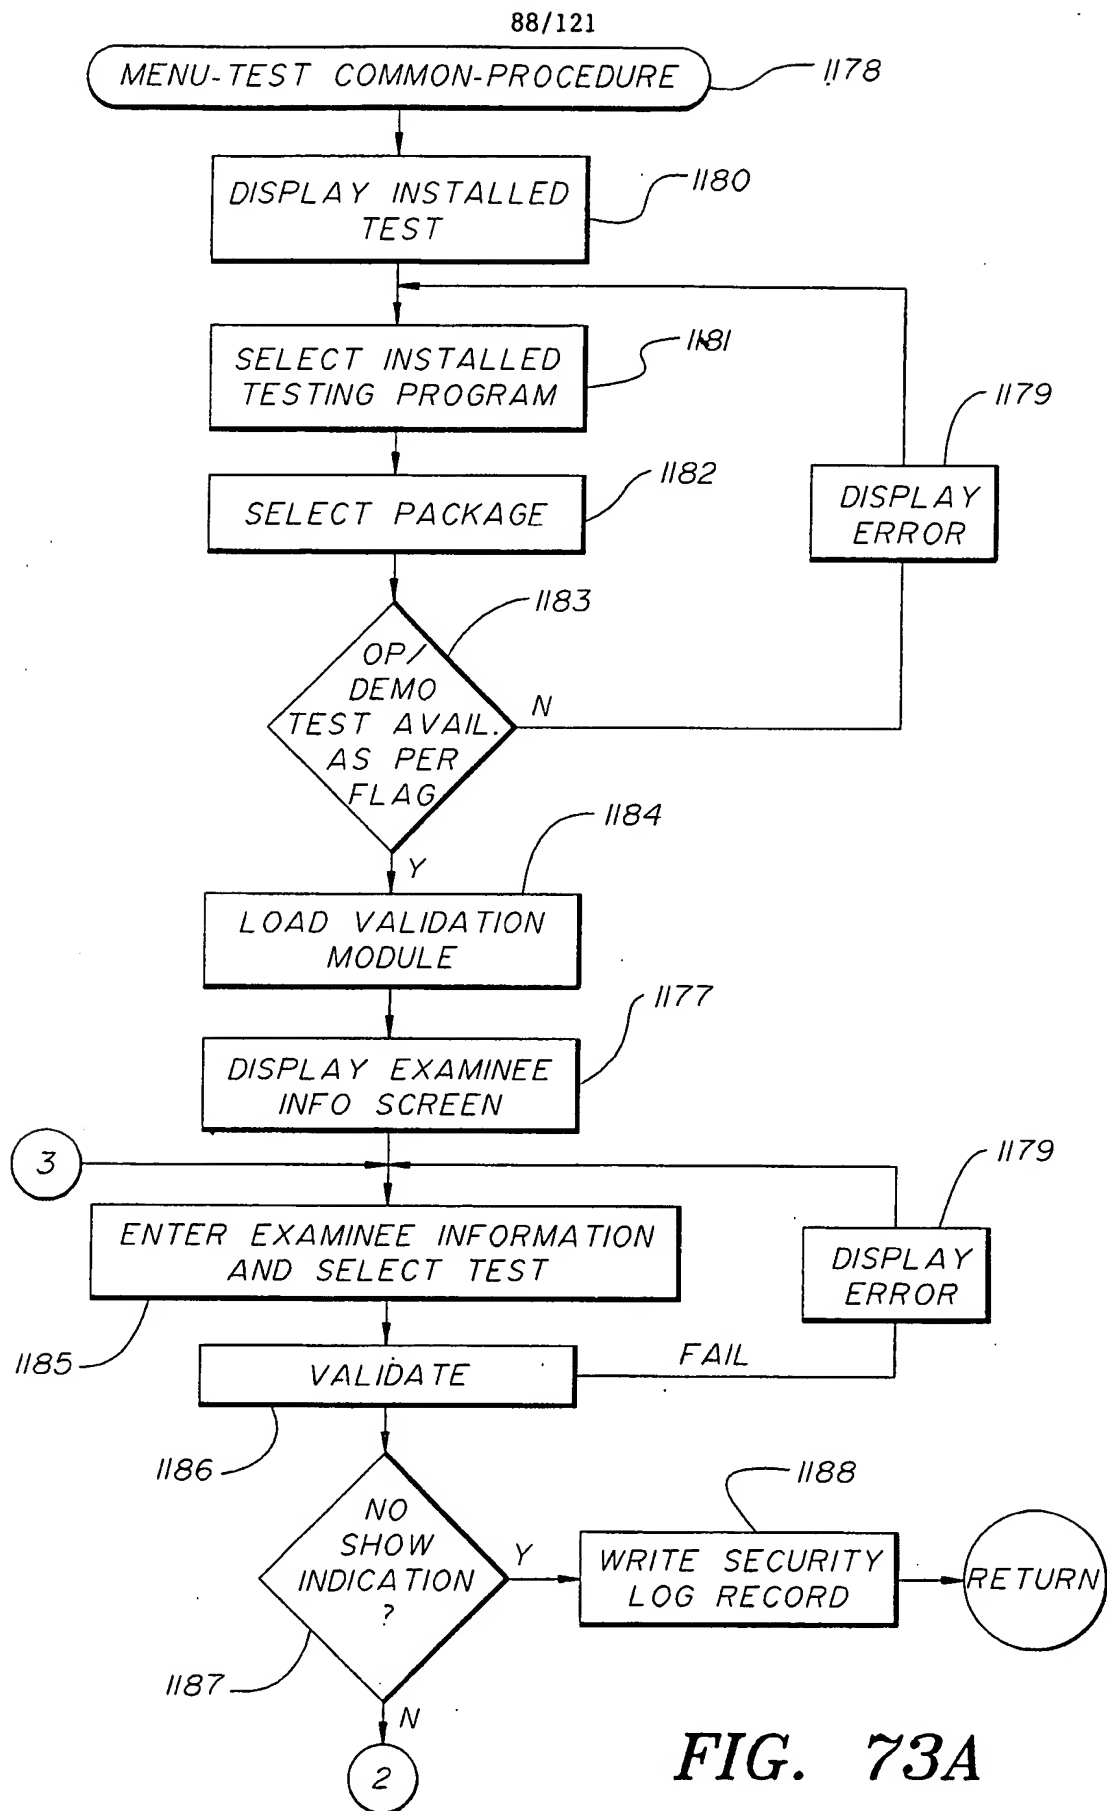 88/121
MENU-TEST COMMON-PROCEDURE
1178
DISPLAY INSTALLED
TEST
1180
SELECT INSTALLED
TESTING PROGRAM
1181
1179
DISPLAY
ERROR
SELECT PACKAGE
1182
1183
OP/
DEMO
TEST AVAIL.
AS PER
FLAG
N
Y
1184
LOAD VALIDATION
MODULE
1177
DISPLAY EXAMINEE
INFO SCREEN
3
1179
ENTER EXAMINEE INFORMATION
AND SELECT TEST
DISPLAY
ERROR
1185
VALIDATE
FAIL
1186
1188
NO
SHOW
INDICATION
?
Y
WRITE SECURITY
LOG RECORD
RETURN
1187
N
2
FIG. 73A